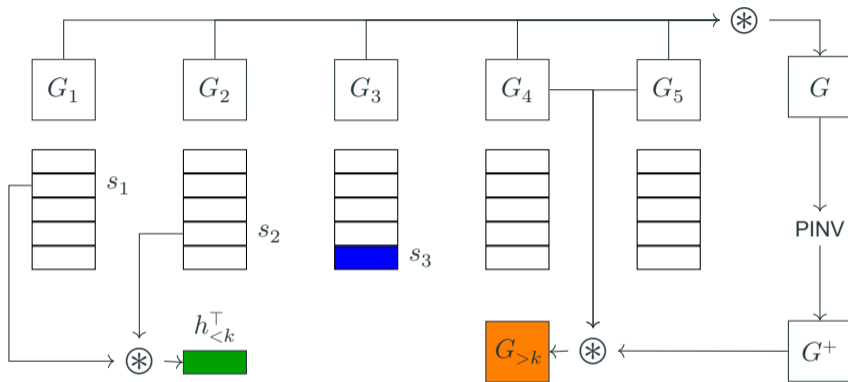 ⊛
G₁ G₂ G₃ G₄ G₅ G
s₁
s₂
PINV
s₃
h⊤<k
G>k ⊛ G⁺
⊛